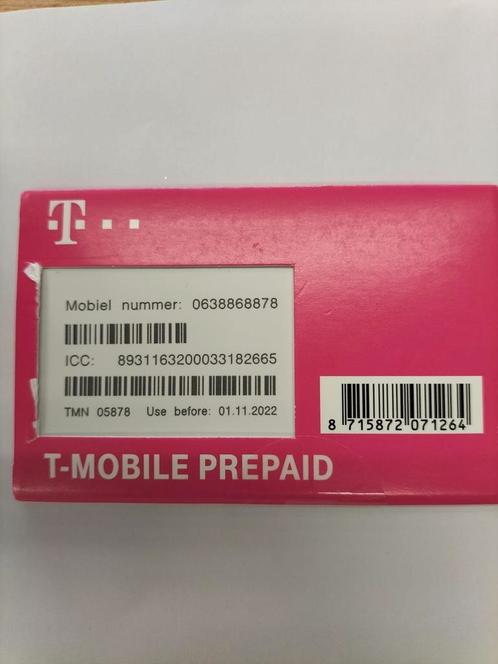 T
Mobiel nummer: 0638868878
ICC: 8931163200033182665
TMN 05878 Use before: 01.11.2022
8 715872 071264
T-MOBILE PREPAID